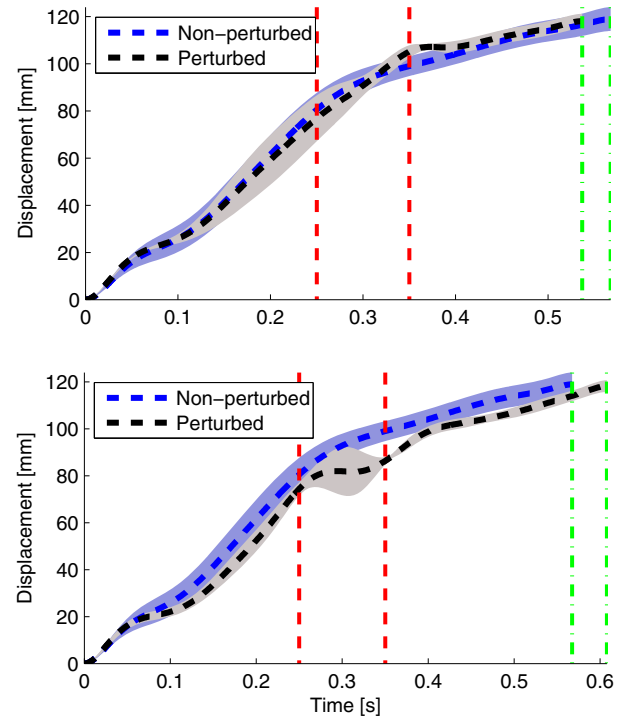 120
100
80
60
40
20
0
Displacement [mm]
Non-perturbed
Perturbed
0 0.1 0.2 0.3 0.4 0.5
120
100
80
60
40
20
0
Displacement [mm]
Non-perturbed
Perturbed
0 0.1 0.2 0.3 0.4 0.5 0.6
Time [s]